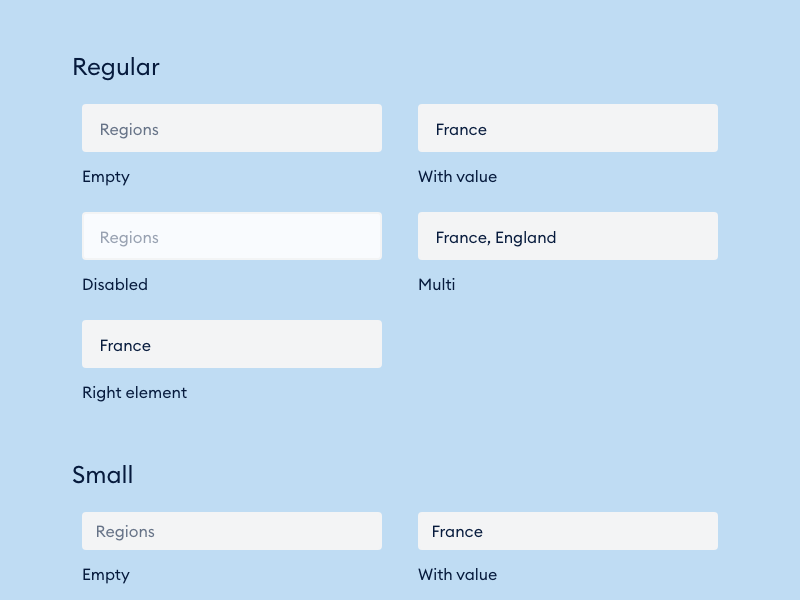 Regular
Regions
France
Empty
With value
Regions
France, England
Disabled
Multi
France
Right element
Small
Regions
France
Empty
With value